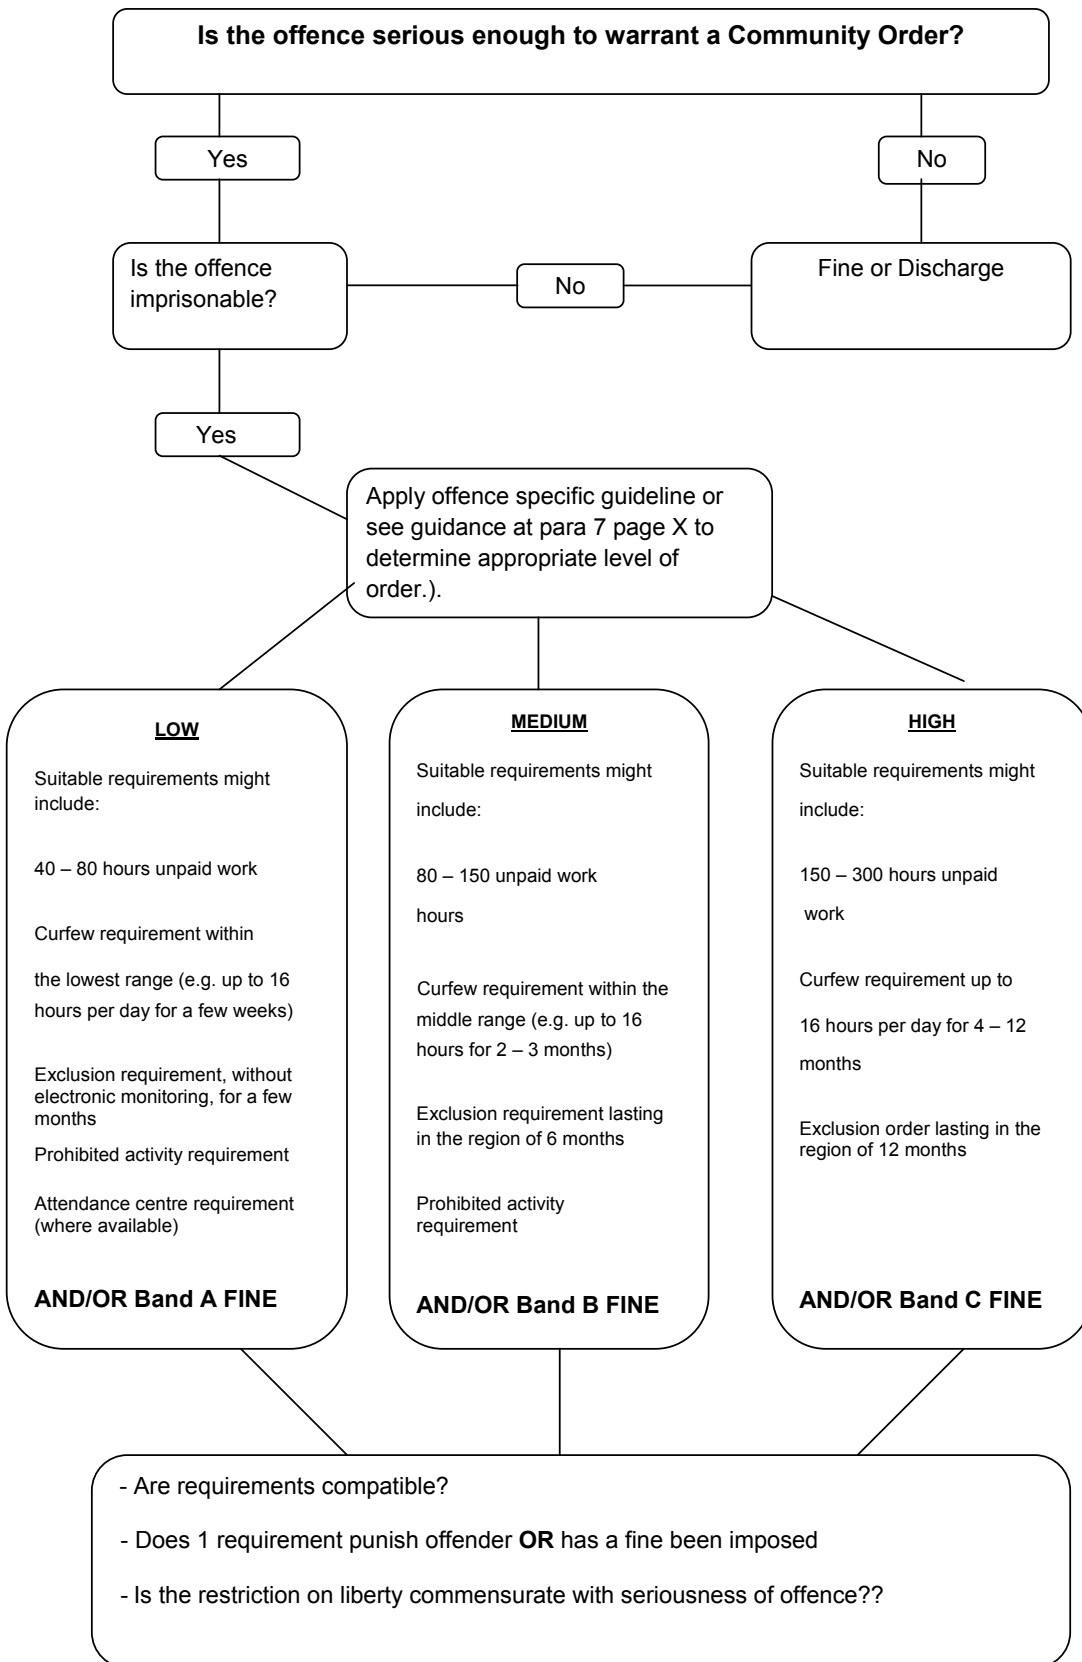 Is the offence serious enough to warrant a Community Order?
Yes
No
Is the offence
imprisonable?
No
Fine or Discharge
Yes
Apply offence specific guideline or
see guidance at para 7 page X to
determine appropriate level of
order.).
LOW
Suitable requirements might
include:
40 – 80 hours unpaid work
Curfew requirement within
the lowest range (e.g. up to 16
hours per day for a few weeks)
Exclusion requirement, without
electronic monitoring, for a few
months
Prohibited activity requirement
Attendance centre requirement
(where available)
AND/OR Band A FINE
MEDIUM
Suitable requirements might
include:
80 – 150 unpaid work
hours
Curfew requirement within the
middle range (e.g. up to 16
hours for 2 – 3 months)
Exclusion requirement lasting
in the region of 6 months
Prohibited activity
requirement
AND/OR Band B FINE
HIGH
Suitable requirements might
include:
150 – 300 hours unpaid
work
Curfew requirement up to
16 hours per day for 4 – 12
months
Exclusion order lasting in the
region of 12 months
AND/OR Band C FINE
- Are requirements compatible?
- Does 1 requirement punish offender OR has a fine been imposed
- Is the restriction on liberty commensurate with seriousness of offence??